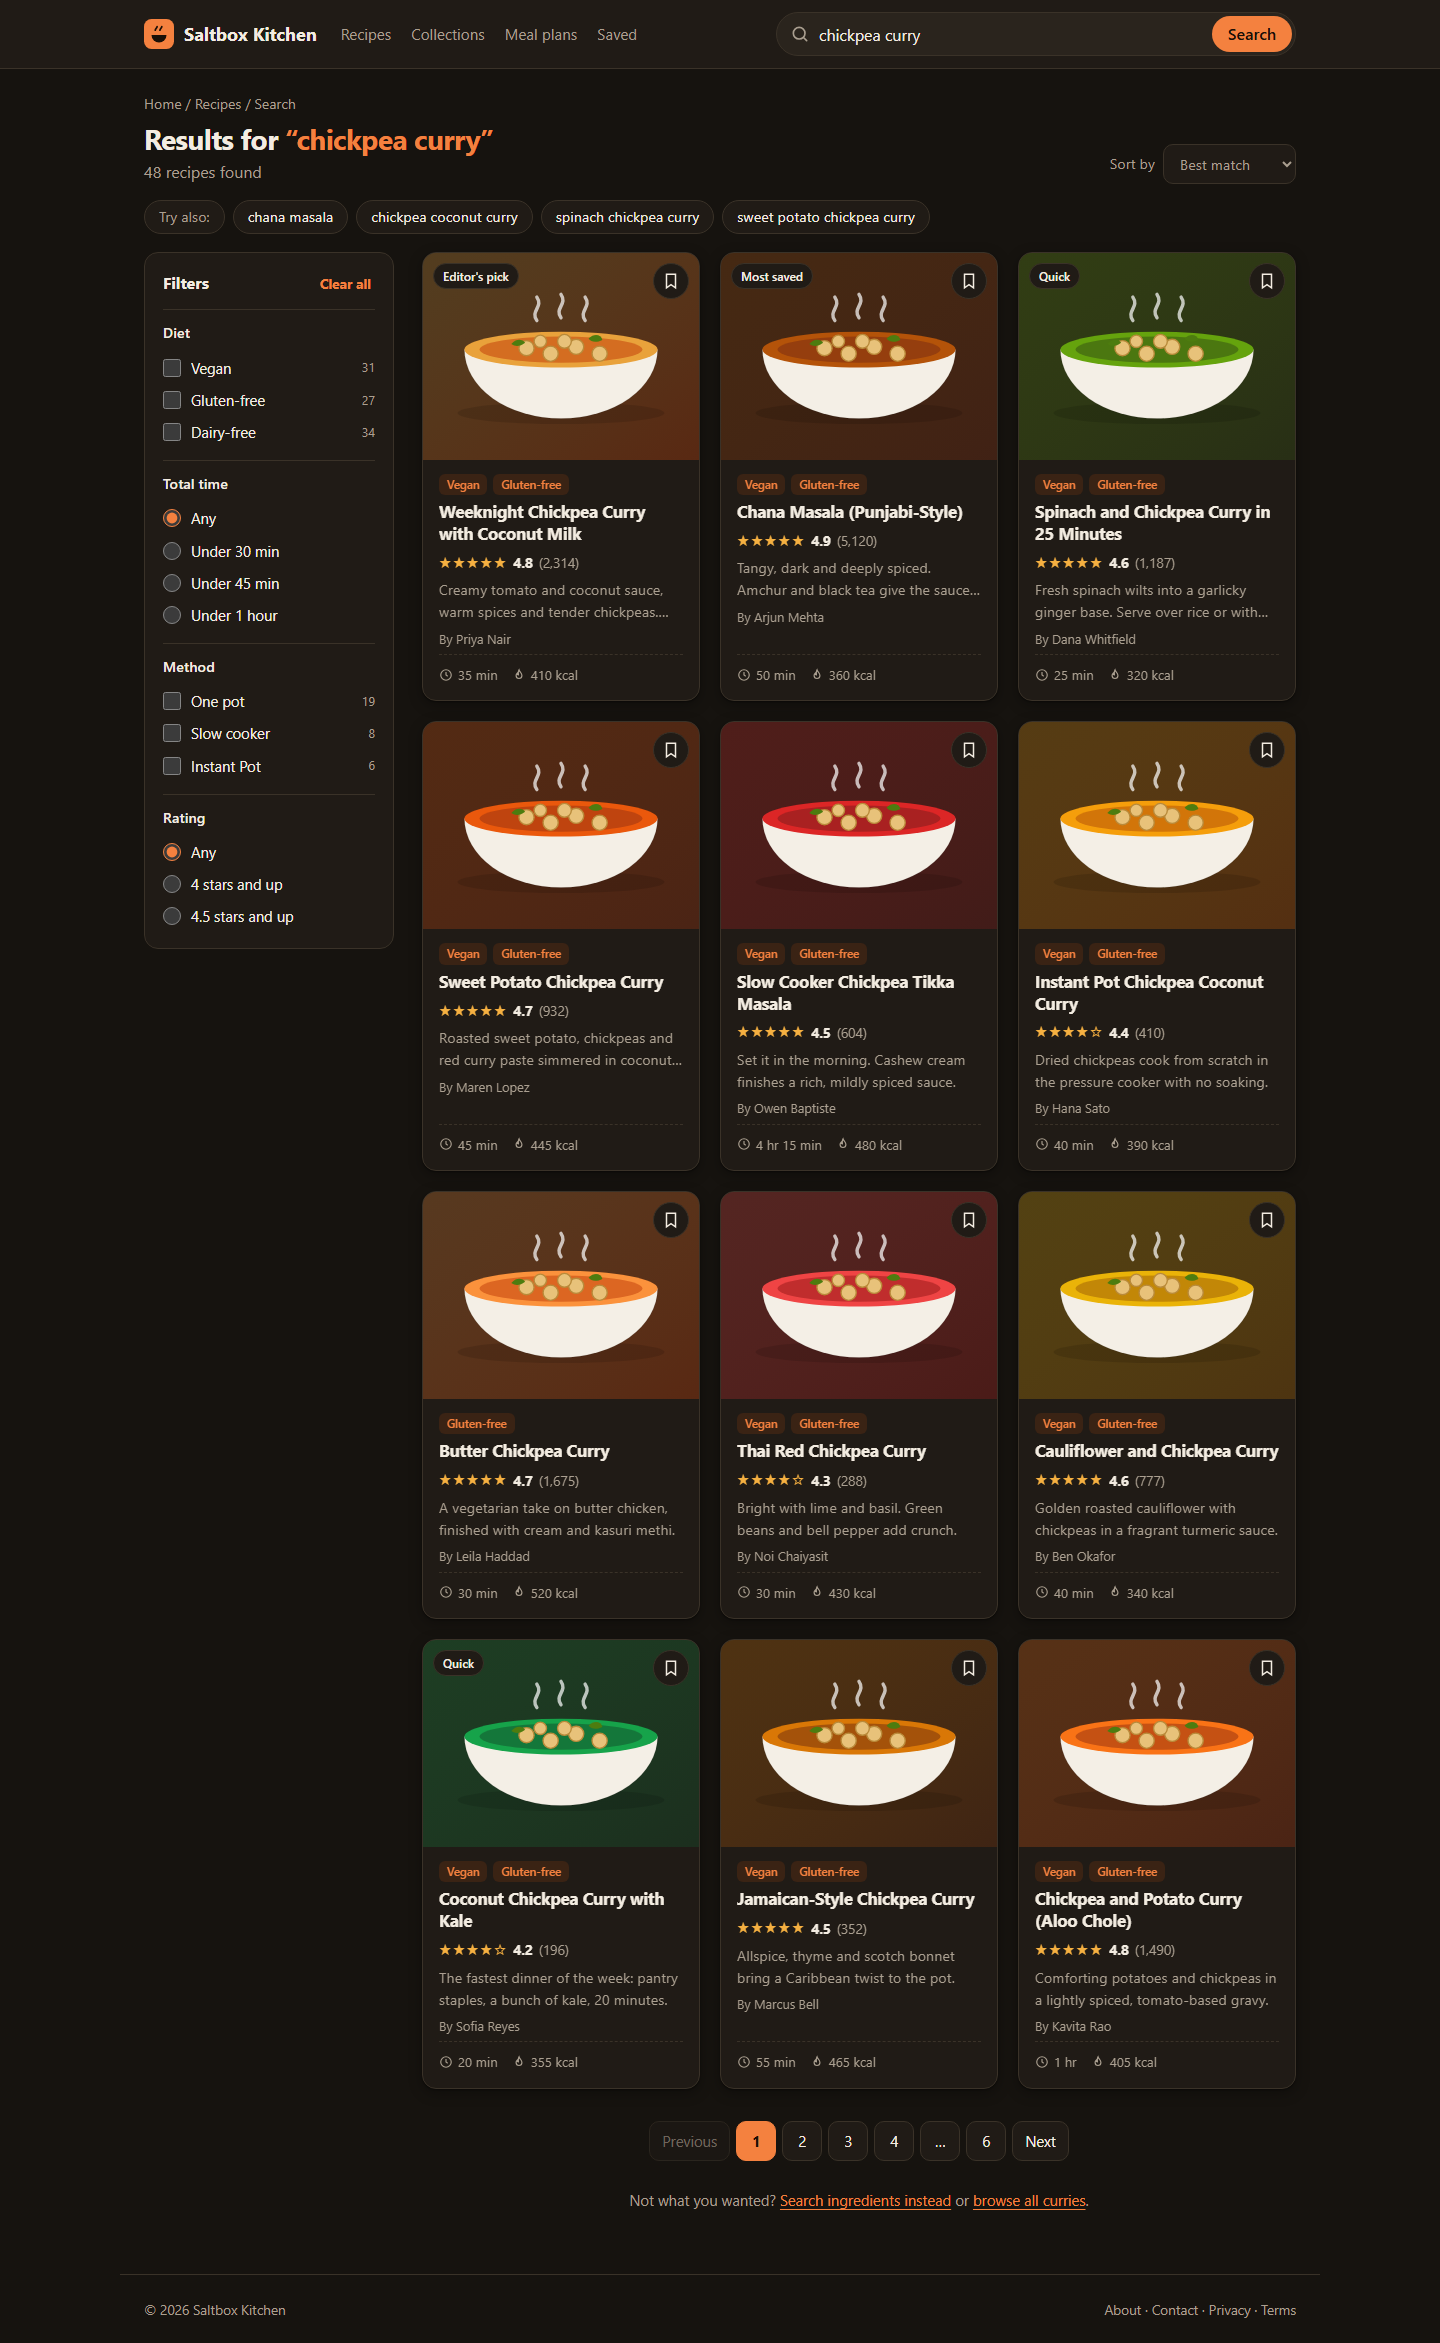 Saltbox Kitchen
Recipes
Collections
Meal plans
Saved
chickpea curry
Search
Home / Recipes / Search
Results for “chickpea curry”
48 recipes found
Sort by
Best match
Try also:
chana masala
chickpea coconut curry
spinach chickpea curry
sweet potato chickpea curry
Filters
Clear all
Diet
Vegan 31
Gluten-free 27
Dairy-free 34
Total time
Any
Under 30 min
Under 45 min
Under 1 hour
Method
One pot 19
Slow cooker 8
Instant Pot 6
Rating
Any
4 stars and up
4.5 stars and up
Editor's pick
Vegan Gluten-free
Weeknight Chickpea Curry
with Coconut Milk
★★★★★ 4.8 (2,314)
Creamy tomato and coconut sauce,
warm spices and tender chickpeas....
By Priya Nair
35 min 410 kcal
Most saved
Vegan Gluten-free
Chana Masala (Punjabi-Style)
★★★★★ 4.9 (5,120)
Tangy, dark and deeply spiced.
Amchur and black tea give the sauce...
By Arjun Mehta
50 min 360 kcal
Quick
Vegan Gluten-free
Spinach and Chickpea Curry in
25 Minutes
★★★★★ 4.6 (1,187)
Fresh spinach wilts into a garlicky
ginger base. Serve over rice or with...
By Dana Whitfield
25 min 320 kcal
Vegan Gluten-free
Sweet Potato Chickpea Curry
★★★★★ 4.7 (932)
Roasted sweet potato, chickpeas and
red curry paste simmered in coconut...
By Maren Lopez
45 min 445 kcal
Vegan Gluten-free
Slow Cooker Chickpea Tikka
Masala
★★★★★ 4.5 (604)
Set it in the morning. Cashew cream
finishes a rich, mildly spiced sauce.
By Owen Baptiste
4 hr 15 min 480 kcal
Vegan Gluten-free
Instant Pot Chickpea Coconut
Curry
★★★★☆ 4.4 (410)
Dried chickpeas cook from scratch in
the pressure cooker with no soaking.
By Hana Sato
40 min 390 kcal
Gluten-free
Butter Chickpea Curry
★★★★★ 4.7 (1,675)
A vegetarian take on butter chicken,
finished with cream and kasuri methi.
By Leila Haddad
30 min 520 kcal
Vegan Gluten-free
Thai Red Chickpea Curry
★★★★☆ 4.3 (288)
Bright with lime and basil. Green
beans and bell pepper add crunch.
By Noi Chaiyasit
30 min 430 kcal
Vegan Gluten-free
Cauliflower and Chickpea Curry
★★★★★ 4.6 (777)
Golden roasted cauliflower with
chickpeas in a fragrant turmeric sauce.
By Ben Okafor
40 min 340 kcal
Quick
Vegan Gluten-free
Coconut Chickpea Curry with
Kale
★★★★☆ 4.2 (196)
The fastest dinner of the week: pantry
staples, a bunch of kale, 20 minutes.
By Sofia Reyes
20 min 355 kcal
Vegan Gluten-free
Jamaican-Style Chickpea Curry
★★★★★ 4.5 (352)
Allspice, thyme and scotch bonnet
bring a Caribbean twist to the pot.
By Marcus Bell
55 min 465 kcal
Vegan Gluten-free
Chickpea and Potato Curry
(Aloo Chole)
★★★★★ 4.8 (1,490)
Comforting potatoes and chickpeas in
a lightly spiced, tomato-based gravy.
By Kavita Rao
1 hr 405 kcal
Previous 1 2 3 4 ... 6 Next
Not what you wanted? Search ingredients instead or browse all curries.
© 2026 Saltbox Kitchen
About · Contact · Privacy · Terms